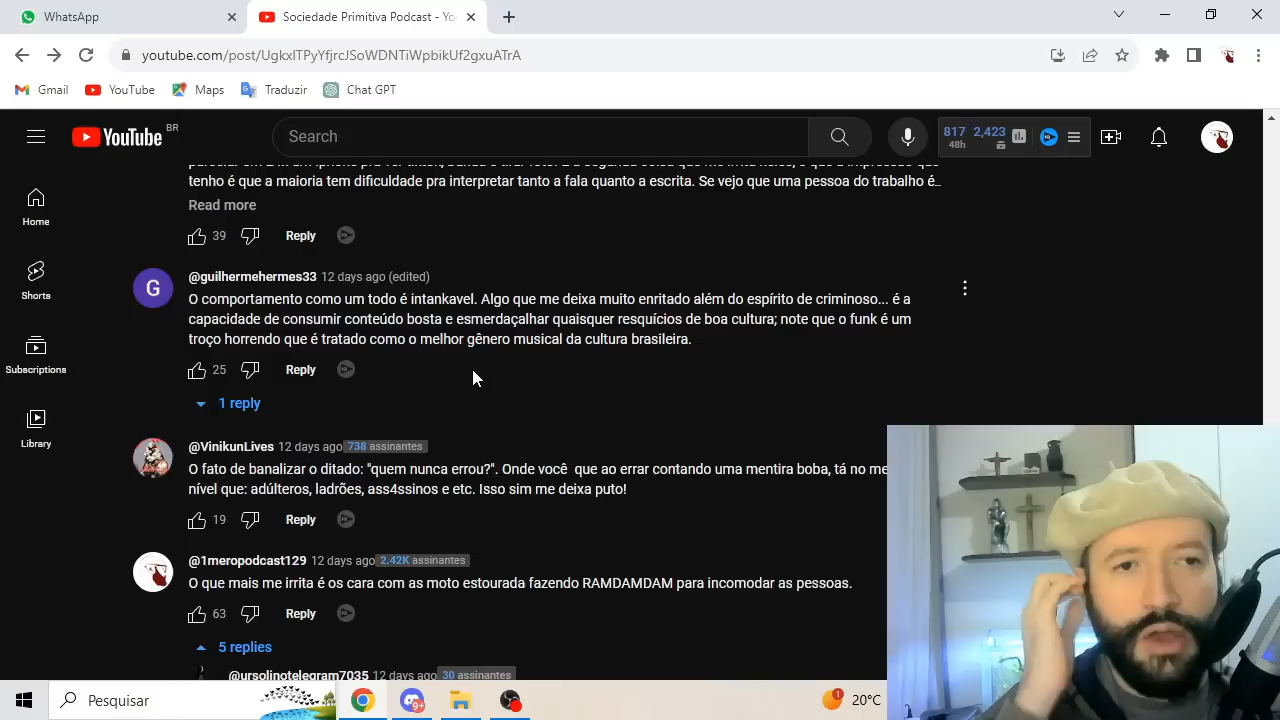 WhatsApp
Sociedade Primitiva Podcast - Yo
youtube.com/post/UgkxlTPyYfjrcJSoWDNTiWpbikUf2gxuATrA
Gmail YouTube Maps Traduzir Chat GPT
YouTube BR
Search
817 2,423
48h
tenho é que a maioria tem dificuldade pra interpretar tanto a fala quanto a escrita. Se vejo que uma pessoa do trabalho é…
Read more
39 Reply
Home
Shorts
Subscriptions
Library
G
@guilhermehermes33 12 days ago (edited)
O comportamento como um todo é intankavel. Algo que me deixa muito enritado além do espírito de criminoso... é a
capacidade de consumir conteúdo bosta e esmerdaçalhar quaisquer resquícios de boa cultura; note que o funk é um
troço horrendo que é tratado como o melhor gênero musical da cultura brasileira.
25 Reply
1 reply
@VinikunLives 12 days ago 738 assinantes
O fato de banalizar o ditado: "quem nunca errou?". Onde você que ao errar contando uma mentira boba, tá no me
nível que: adúlteros, ladrões, ass4ssinos e etc. Isso sim me deixa puto!
19 Reply
@1meropodcast129 12 days ago 2.42K assinantes
O que mais me irrita é os cara com as moto estourada fazendo RAMDAMDAM para incomodar as pessoas.
63 Reply
5 replies
@ursolinotelegram7035 12 days ago 30 assinantes
Pesquisar
9+
1
20°C